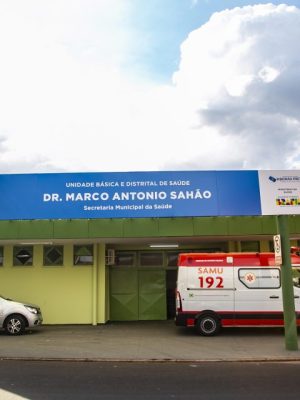 UNIDADE BÁSICA E DISTRITAL DE SAÚDE
DR. MARCO ANTONIO SAHÃO
Secretaria Municipal da Saúde
SAMU
192